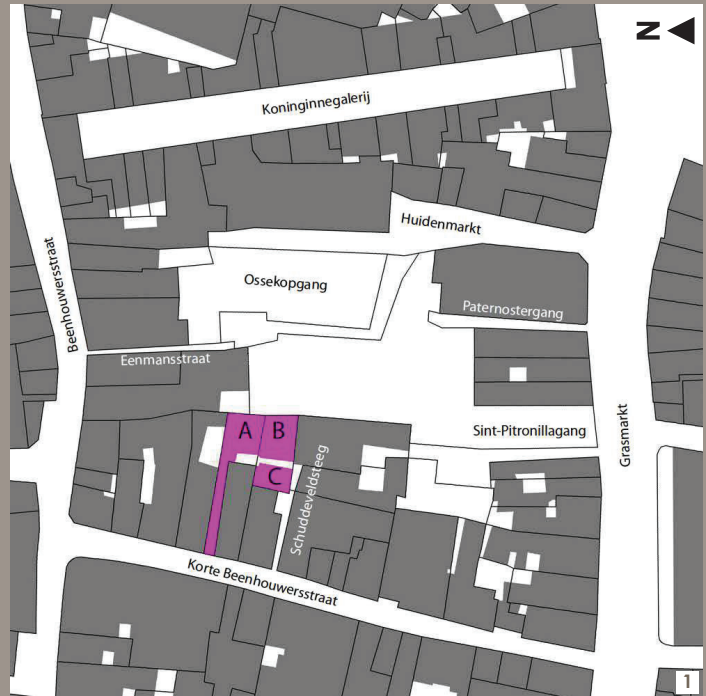 N
Koninginnegalerij
Huidenmarkt
Beenhouwersstraat
Ossekopgang
Paternostergang
Eenmansstraat
A
B
C
Sint-Pitronillagang
Grasmarkt
Schuddeveldsteeg
Korte Beenhouwersstraat
1